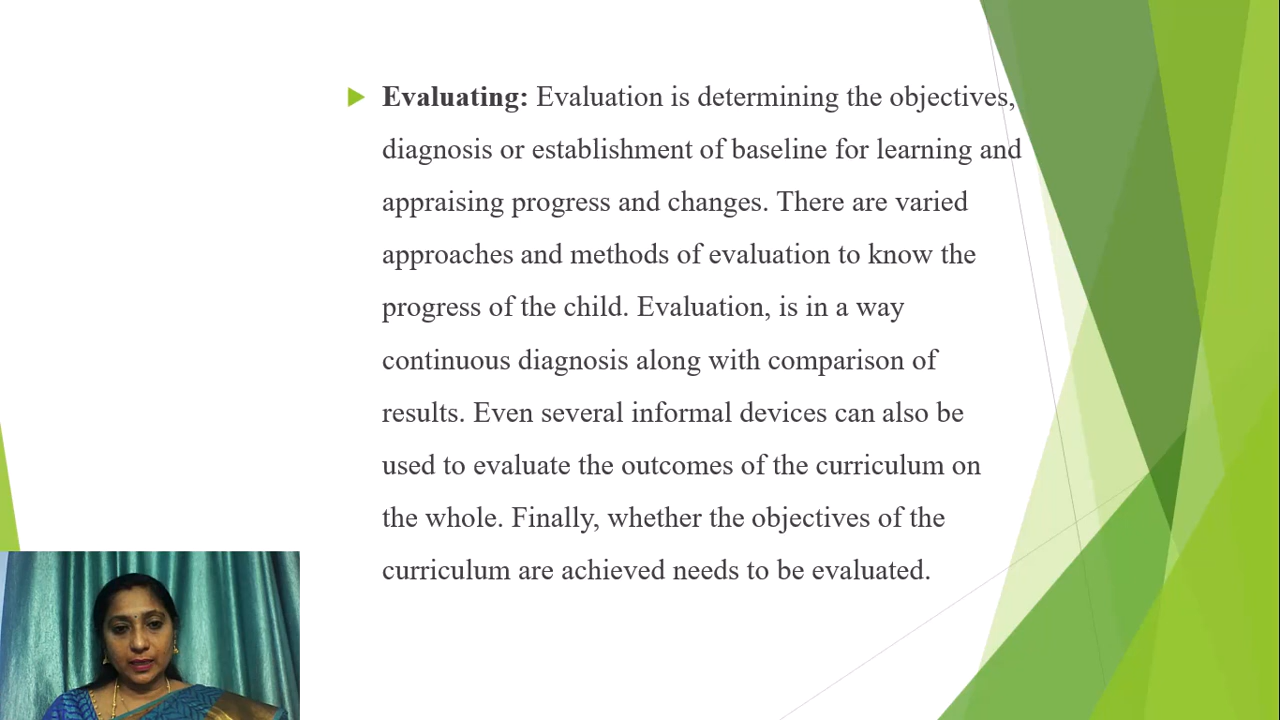 Evaluating: Evaluation is determining the objectives,
diagnosis or establishment of baseline for learning and
appraising progress and changes. There are varied
approaches and methods of evaluation to know the
progress of the child. Evaluation, is in a way
continuous diagnosis along with comparison of
results. Even several informal devices can also be
used to evaluate the outcomes of the curriculum on
the whole. Finally, whether the objectives of the
curriculum are achieved needs to be evaluated.